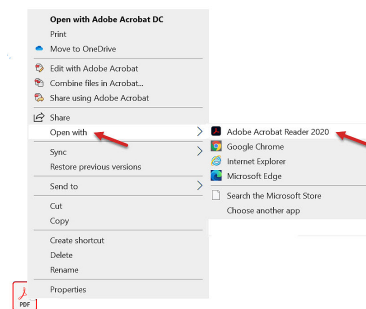 Open with Adobe Acrobat DC
Print
Move to OneDrive
Edit with Adobe Acrobat
Combine files in Acrobat...
Share using Adobe Acrobat
Share
Open with
Sync
Restore previous versions
Send to
Cut
Copy
Create shortcut
Delete
Rename
Properties
Adobe Acrobat Reader 2020
Google Chrome
Internet Explorer
Microsoft Edge
Search the Microsoft Store
Choose another app
PDF